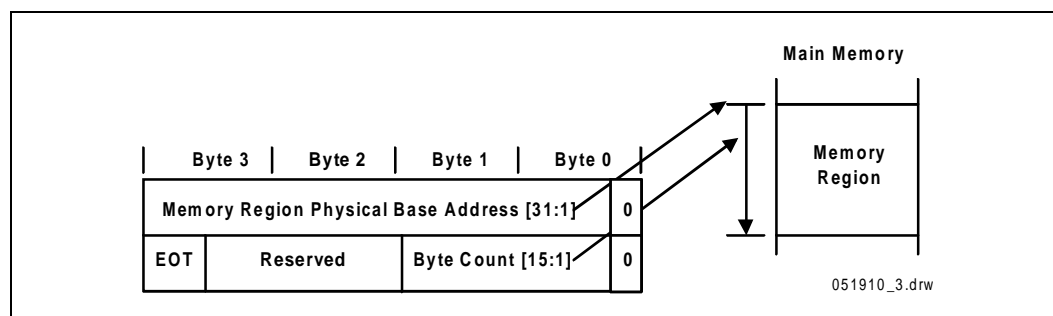 Main Memory
Byte 3 Byte 2 Byte 1 Byte 0
Memory Region
Memory Region Physical Base Address [31:1] 0
EOT Reserved Byte Count [15:1] 0
051910_3.drw